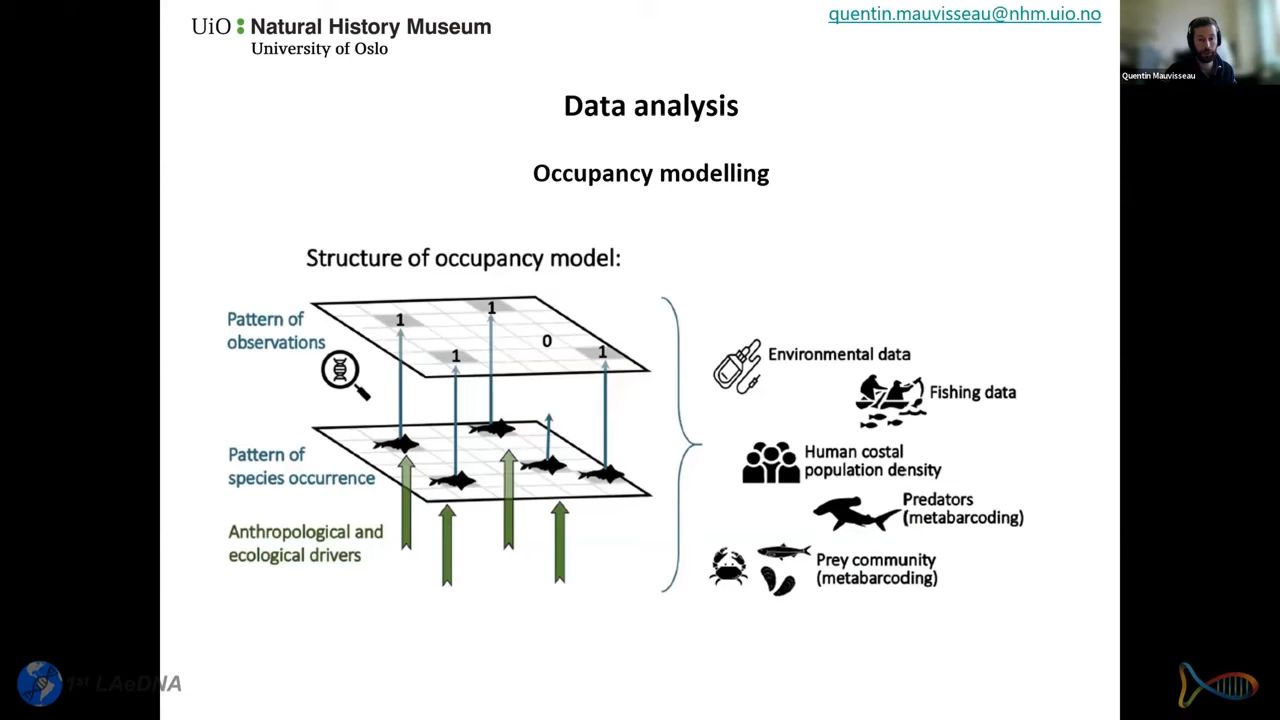 UiO : Natural History Museum
University of Oslo
quentin.mauvisseau@nhm.uio.no
Quentin Mauvisseau
Data analysis
Occupancy modelling
Structure of occupancy model:
Pattern of
observations
1
1
0
1
1
Pattern of
species occurrence
Anthropological and
ecological drivers
Environmental data
Fishing data
Human costal
population density
Predators
(metabarcoding)
Prey community
(metabarcoding)
1st LAeDNA